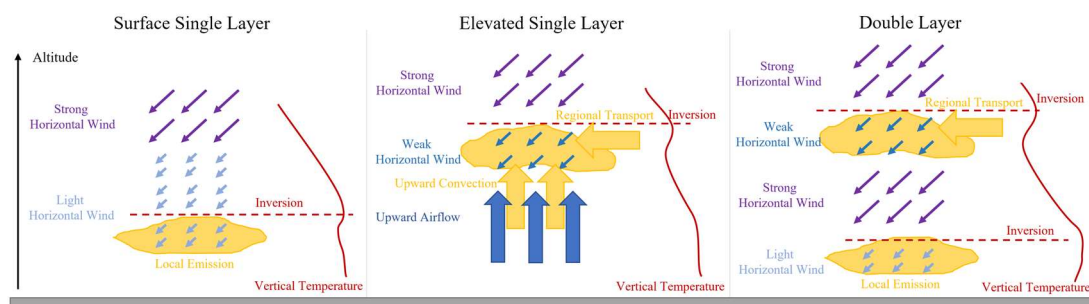 Surface Single Layer
Altitude
Strong
Horizontal Wind
Light
Horizontal Wind
Inversion
Local Emission
Vertical Temperature
Elevated Single Layer
Strong
Horizontal Wind
Regional Transport
Inversion
Weak
Horizontal Wind
Upward Convection
Upward Airflow
Vertical Temperature
Double Layer
Strong
Horizontal Wind
Regional Transport
Inversion
Weak
Horizontal Wind
Strong
Horizontal Wind
Inversion
Light
Horizontal Wind
Local Emission
Vertical Temperature